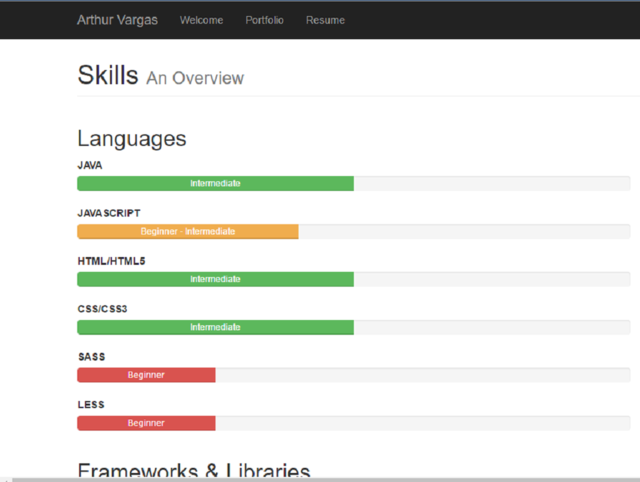 Arthur Vargas Welcome Portfolio Resume
Skills An Overview
Languages
JAVA
Intermediate
JAVASCRIPT
Beginner - Intermediate
HTML/HTML5
Intermediate
CSS/CSS3
Intermediate
SASS
Beginner
LESS
Beginner
Frameworks & Libraries